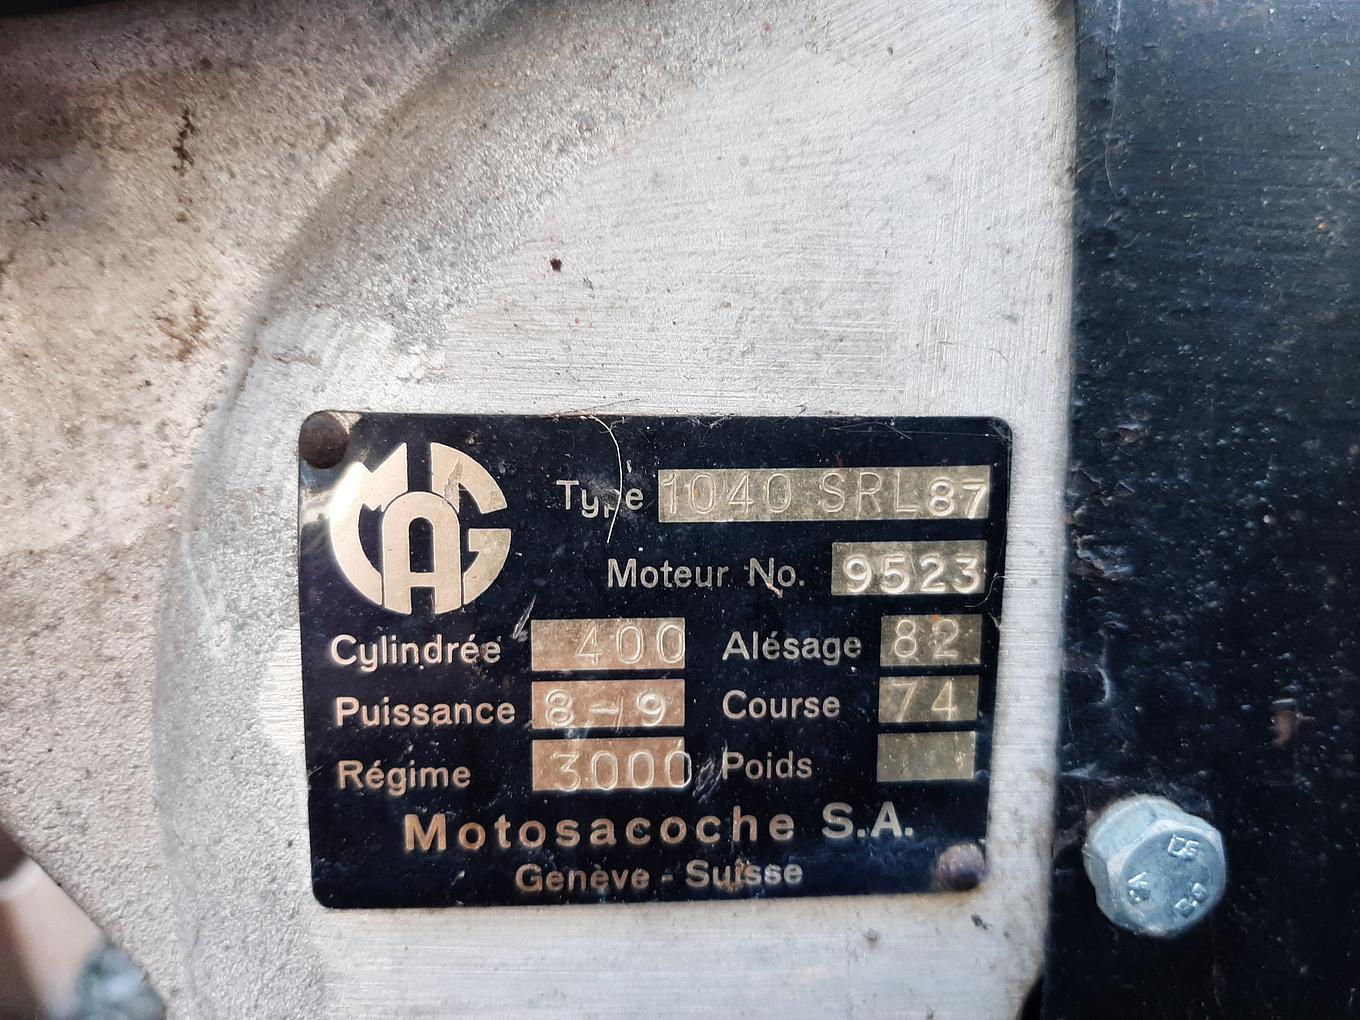 MAG
Type 1040 SRL87
Moteur No. 9523
Cylindrée 400 Alésage 82
Puissance 8-9 Course 74
Régime 3000 Poids
Motosacoche S.A.
Genève - Suisse